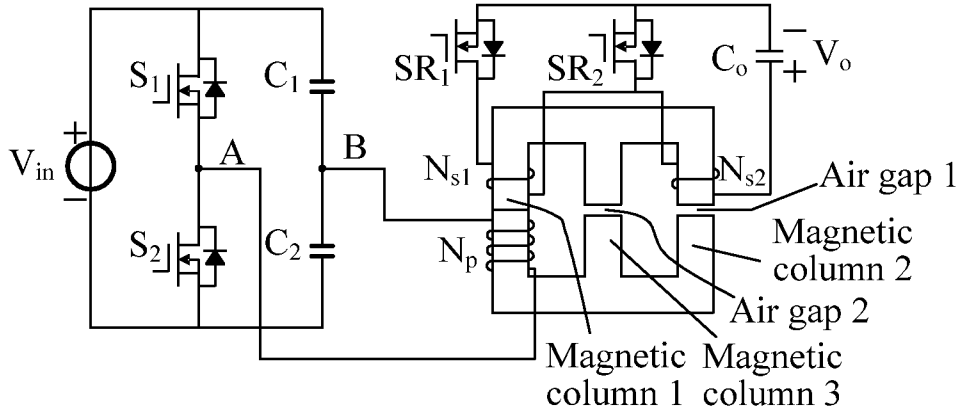 S1
C1
SR1
SR2
Co
−
+
Vo
+
Vin
−
A
B
Ns1
Ns2
Air gap 1
S2
C2
Np
Magnetic
column 2
Air gap 2
Magnetic
column 1
Magnetic
column 3